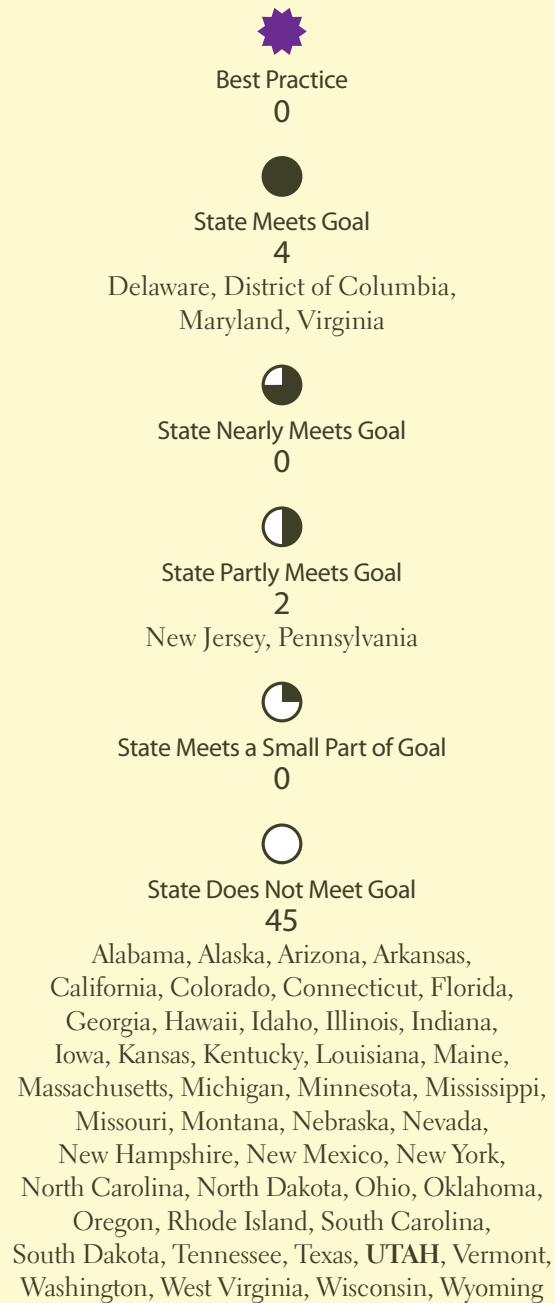 Best Practice
0
State Meets Goal
4
Delaware, District of Columbia,
Maryland, Virginia
State Nearly Meets Goal
0
State Partly Meets Goal
2
New Jersey, Pennsylvania
State Meets a Small Part of Goal
0
State Does Not Meet Goal
45
Alabama, Alaska, Arizona, Arkansas,
California, Colorado, Connecticut, Florida,
Georgia, Hawaii, Idaho, Illinois, Indiana,
Iowa, Kansas, Kentucky, Louisiana, Maine,
Massachusetts, Michigan, Minnesota, Mississippi,
Missouri, Montana, Nebraska, Nevada,
New Hampshire, New Mexico, New York,
North Carolina, North Dakota, Ohio, Oklahoma,
Oregon, Rhode Island, South Carolina,
South Dakota, Tennessee, Texas, UTAH, Vermont,
Washington, West Virginia, Wisconsin, Wyoming